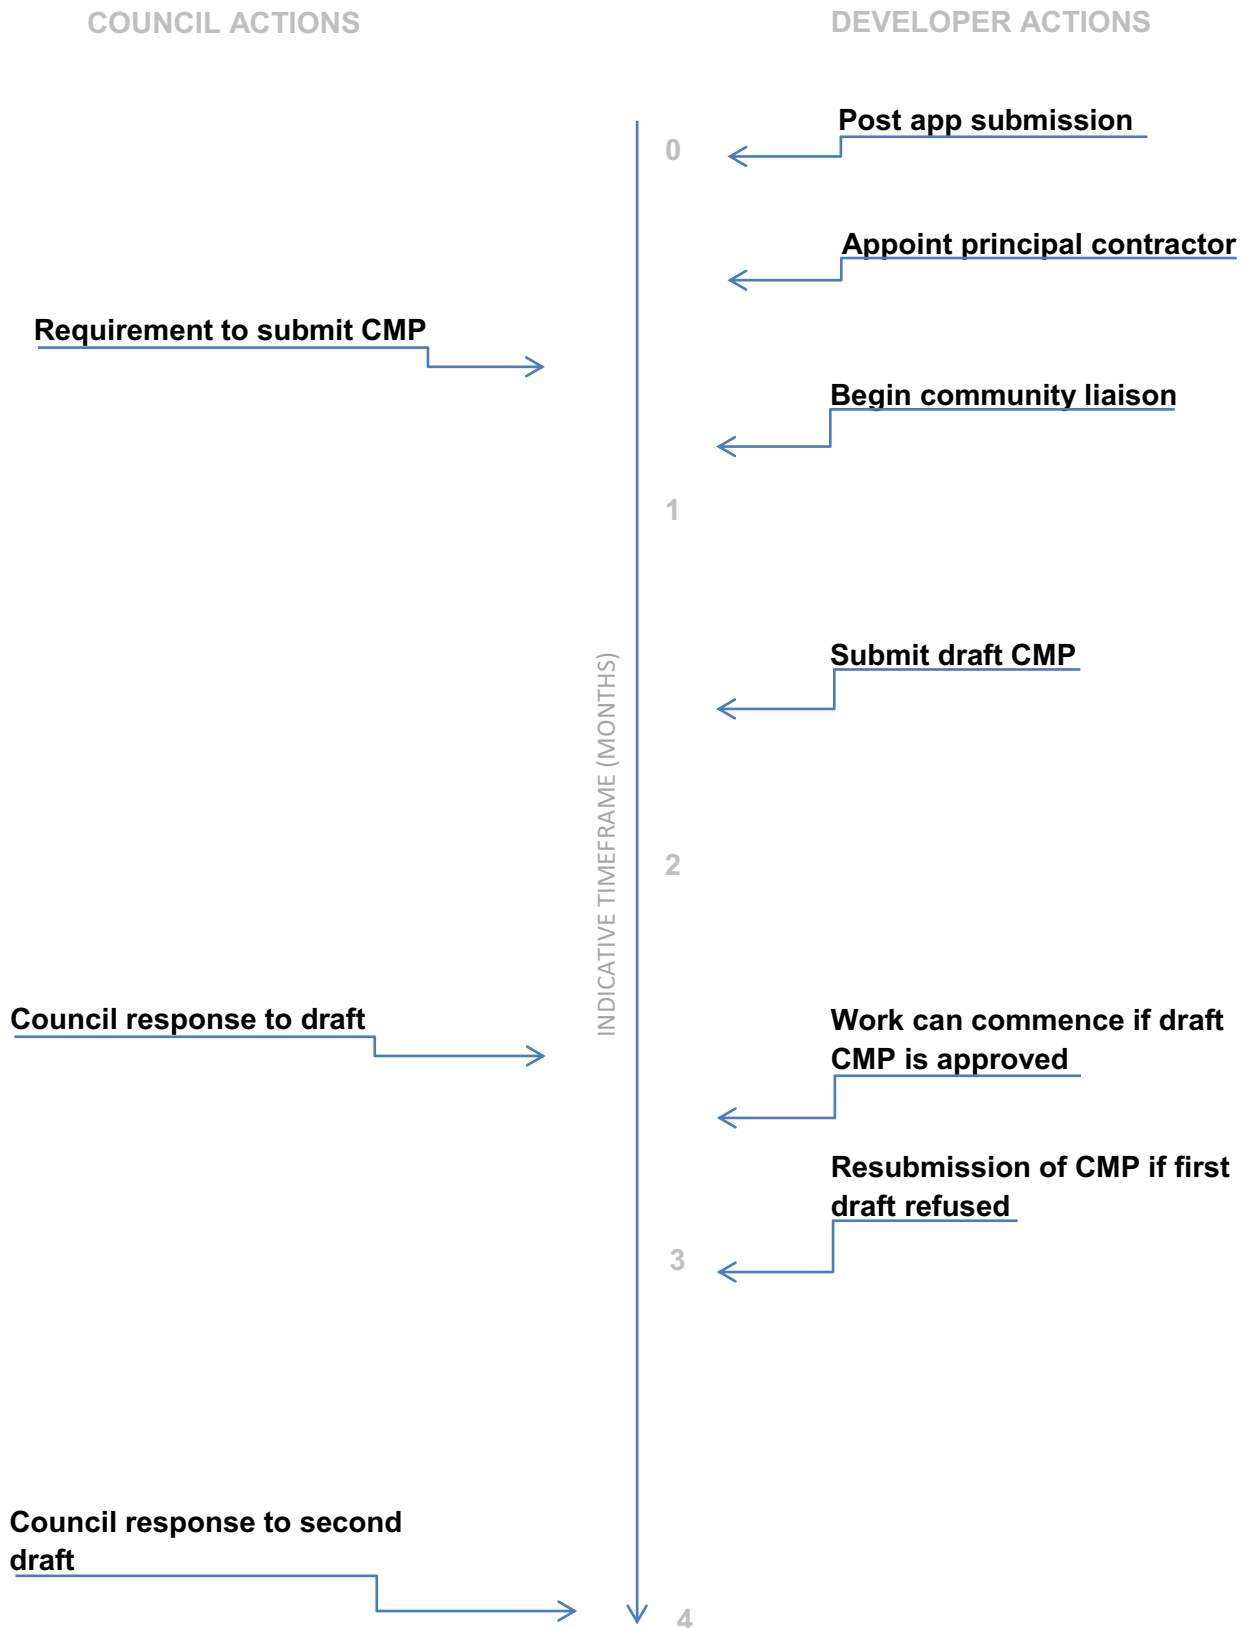 COUNCIL ACTIONS
DEVELOPER ACTIONS
Post app submission
0
Appoint principal contractor
Requirement to submit CMP
Begin community liaison
1
Submit draft CMP
INDICATIVE TIMEFRAME (MONTHS)
2
Council response to draft
Work can commence if draft
CMP is approved
Resubmission of CMP if first
draft refused
3
Council response to second
draft
4